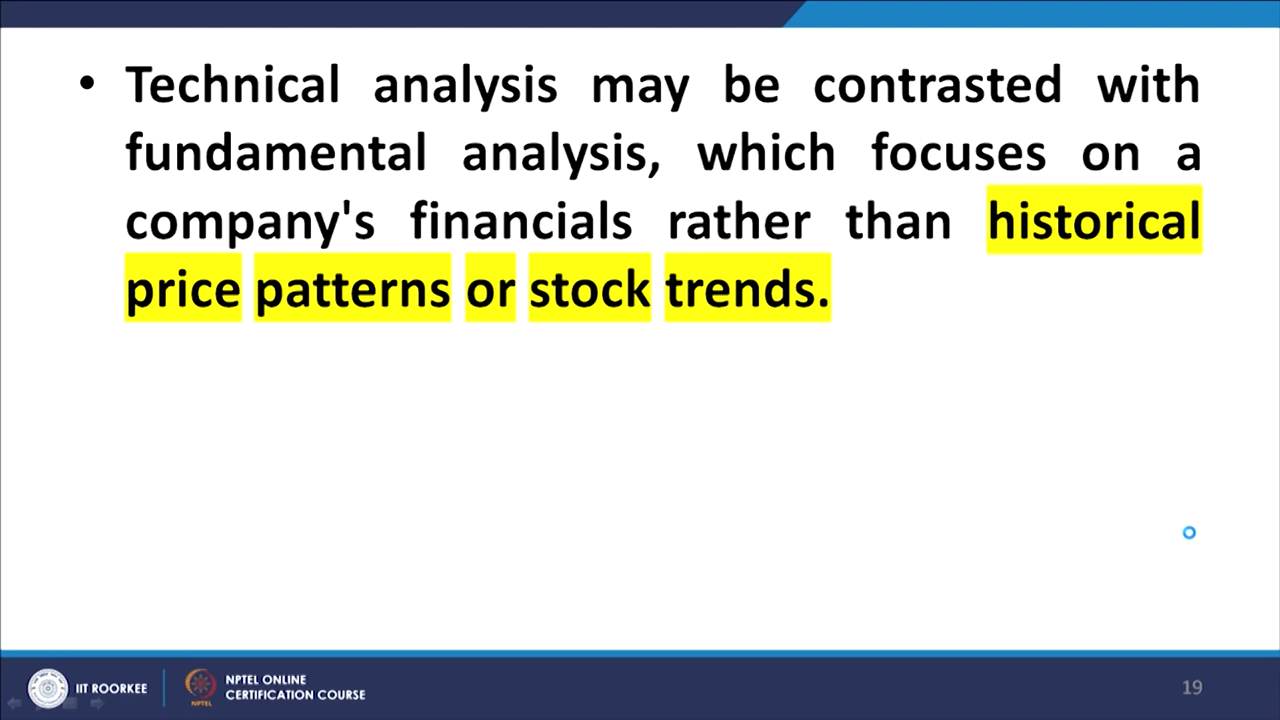 • Technical analysis may be contrasted with
fundamental analysis, which focuses on a
company's financials rather than historical
price patterns or stock trends.
IIT ROORKEE
NPTEL
NPTEL ONLINE
CERTIFICATION COURSE
19